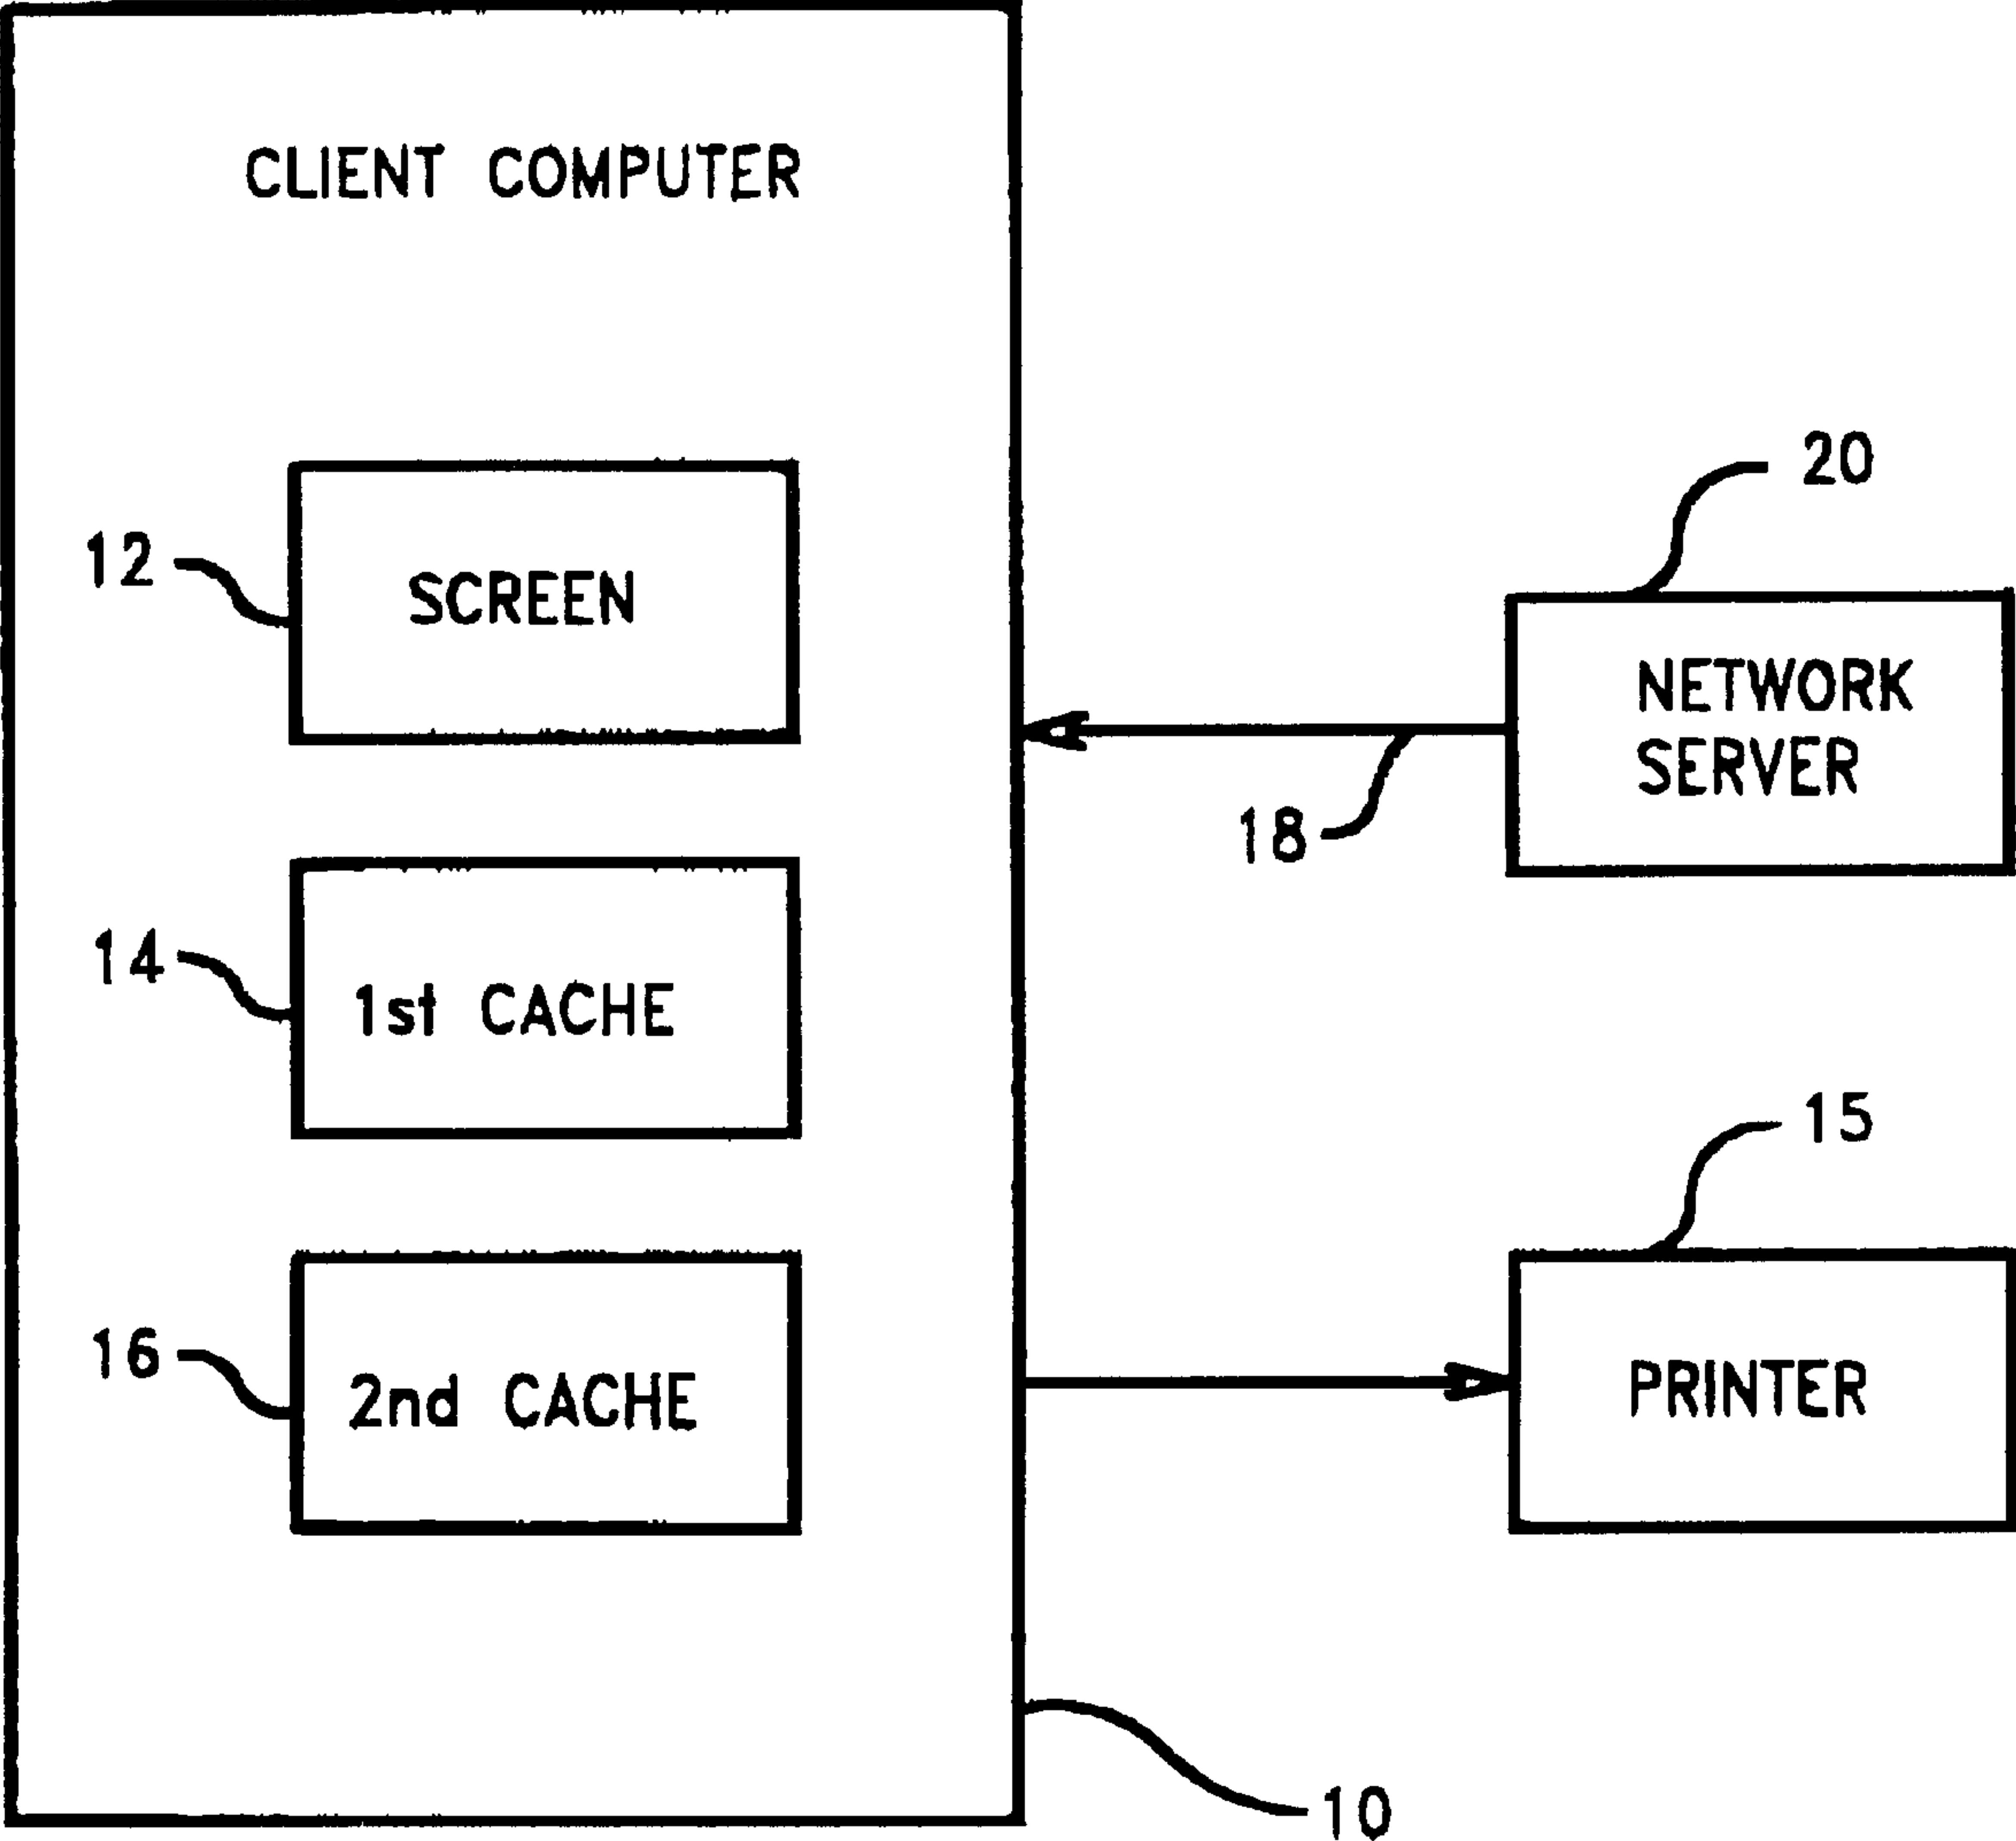 CLIENT COMPUTER
20
12
SCREEN
NETWORK
SERVER
18
14
1st CACHE
15
16
2nd CACHE
PRINTER
10